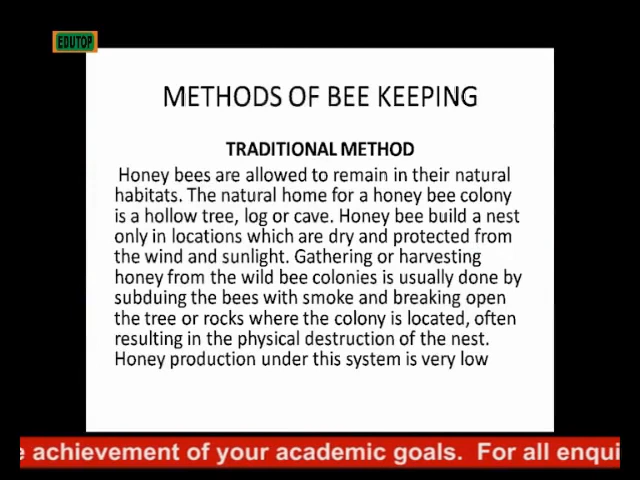 EDUTOP
METHODS OF BEE KEEPING
TRADITIONAL METHOD
Honey bees are allowed to remain in their natural
habitats. The natural home for a honey bee colony
is a hollow tree, log or cave. Honey bee build a nest
only in locations which are dry and protected from
the wind and sunlight. Gathering or harvesting
honey from the wild bee colonies is usually done by
subduing the bees with smoke and breaking open
the tree or rocks where the colony is located, often
resulting in the physical destruction of the nest.
Honey production under this system is very low
e achievement of your academic goals. For all enqui